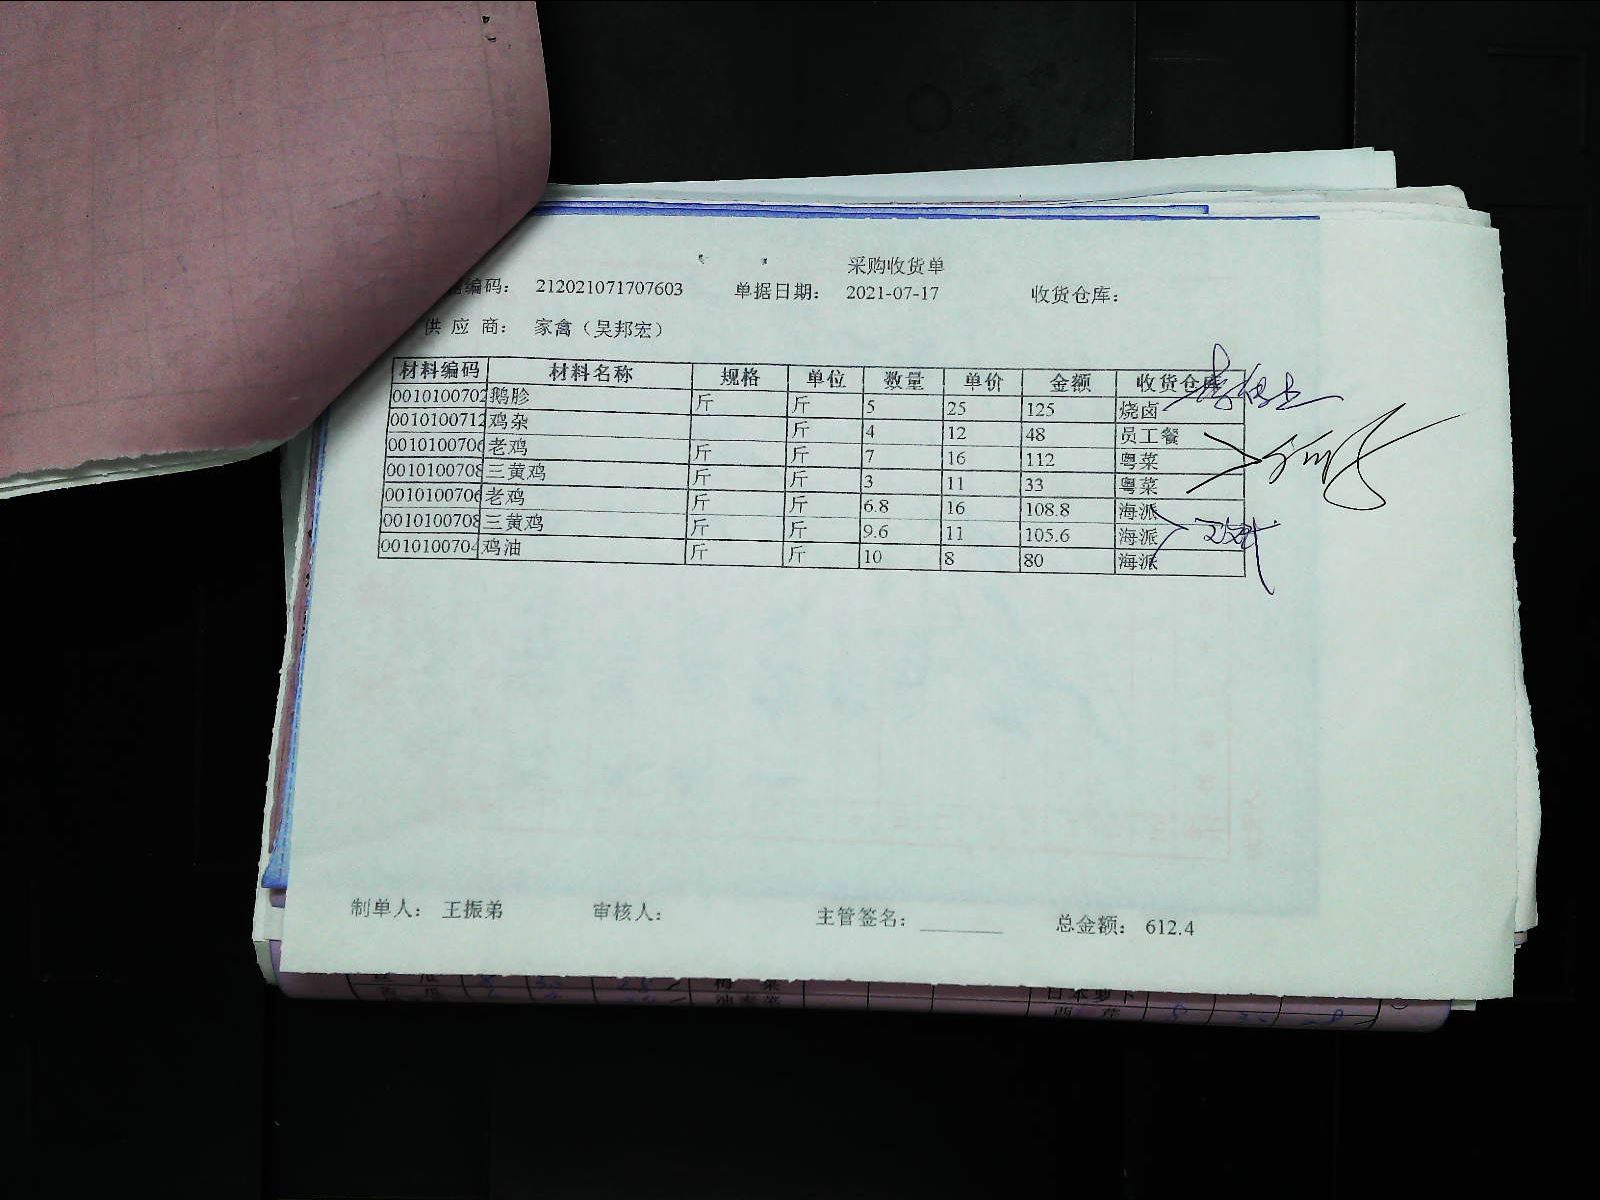 采购收货单
编码： 212021071707603 单据日期： 2021-07-17 收货仓库：
供 应 商： 家禽（吴邦宏）
材料编码 材料名称 规格 单位 数量 单价 金额 收货仓库
0010100702 鹅胗 斤 斤 5 25 125 烧卤
0010100712 鸡杂 斤 4 12 48 员工餐
0010100706 老鸡 斤 斤 7 16 112 粤菜
0010100708 三黄鸡 斤 斤 3 11 33 粤菜
0010100706 老鸡 斤 斤 6.8 16 108.8 海派
0010100708 三黄鸡 斤 斤 9.6 11 105.6 海派
0010100704 鸡油 斤 斤 10 8 80 海派
制单人： 王振弟 审核人： 主管签名： 总金额： 612.4